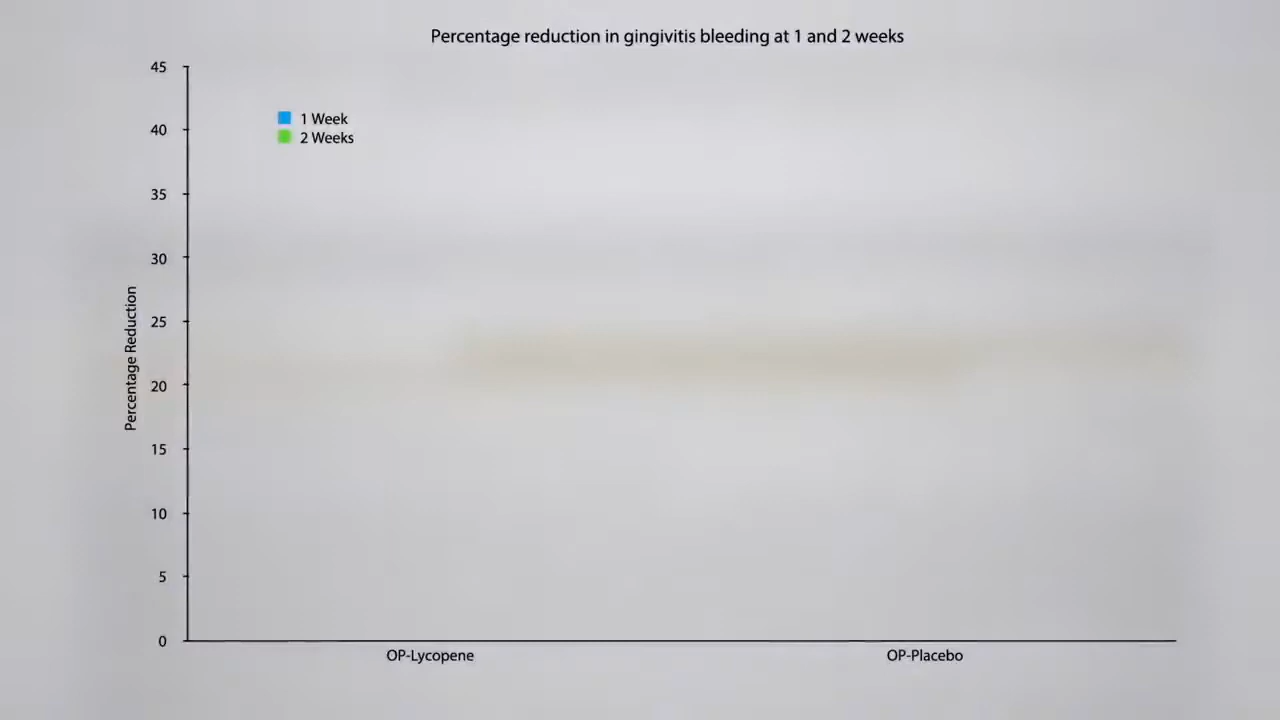 Percentage reduction in gingivitis bleeding at 1 and 2 weeks
45
1 Week
40
2 Weeks
35
30
25
Percentage Reduction
20
15
10
5
0
OP-Lycopene
OP-Placebo